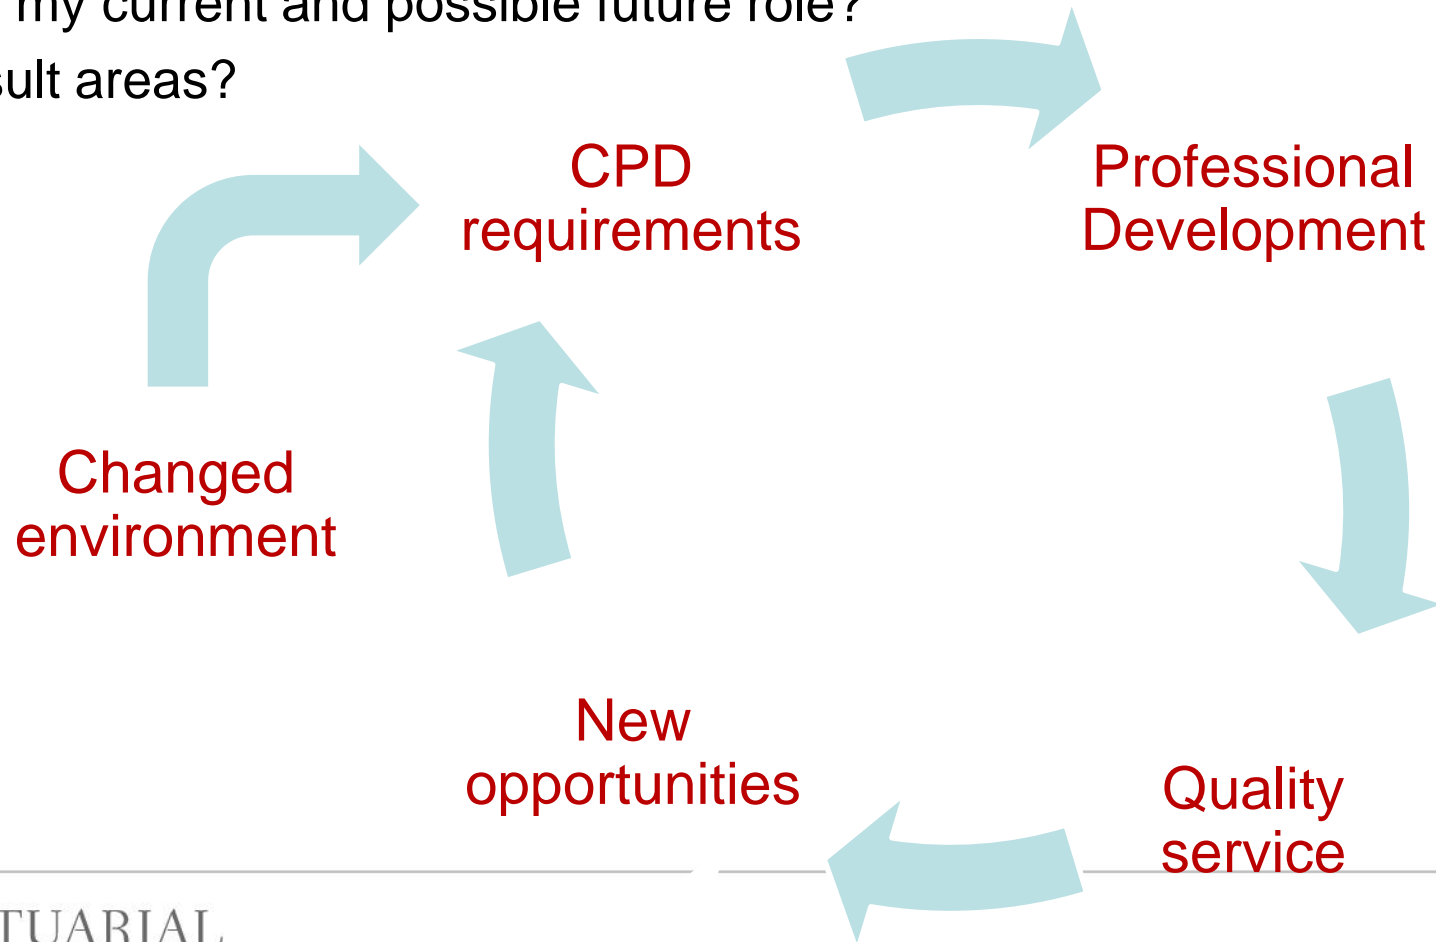 my current and possible future role?
sult areas?
CPD
requirements
Professional
Development
Changed
environment
New
opportunities
Quality
service
TUARIAL